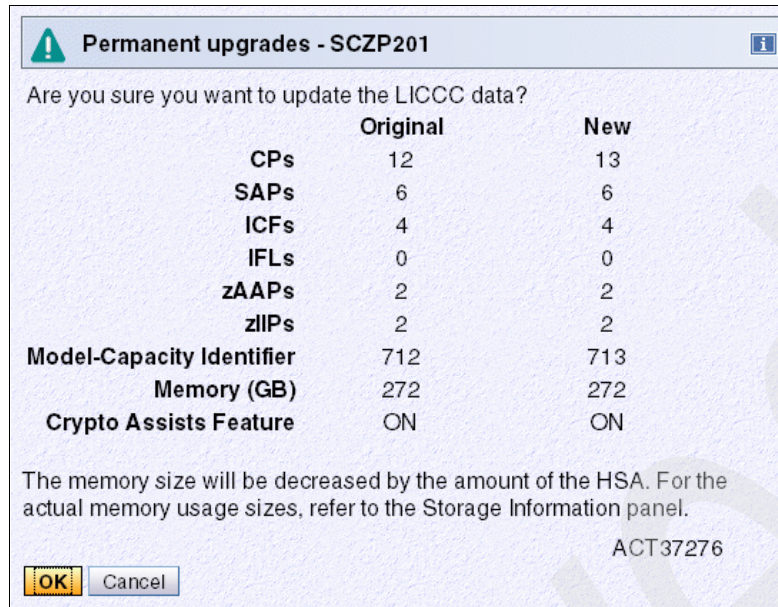 Permanent upgrades - SCZP201
Are you sure you want to update the LICCC data?
Original New
CPs 12 13
SAPs 6 6
ICFs 4 4
IFLs 0 0
zAAPs 2 2
zIIPs 2 2
Model-Capacity Identifier 712 713
Memory (GB) 272 272
Crypto Assists Feature ON ON
The memory size will be decreased by the amount of the HSA. For the
actual memory usage sizes, refer to the Storage Information panel.
ACT37276
OK Cancel